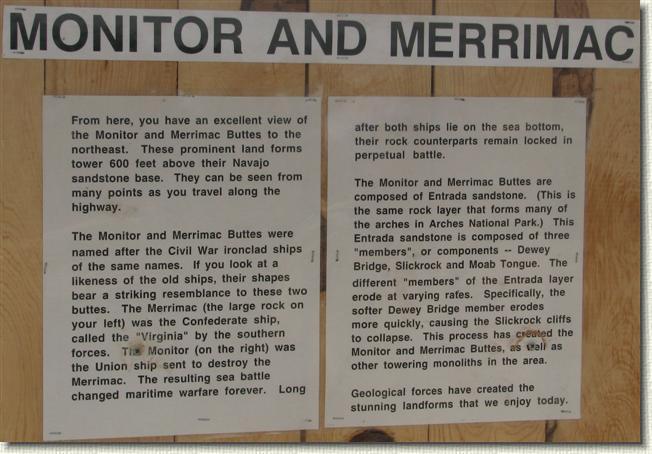 MONITOR AND MERRIMAC
From here, you have an excellent view of
the Monitor and Merrimac Buttes to the
northeast. These prominent land forms
tower 600 feet above their Navajo
sandstone base. They can be seen from
many points as you travel along the
highway.
The Monitor and Merrimac Buttes were
named after the Civil War ironclad ships
of the same names. If you look at a
likeness of the old ships, their shapes
bear a striking resemblance to these two
buttes. The Merrimac (the large rock on
your left) was the Confederate ship,
called the "Virginia" by the southern
forces. The Monitor (on the right) was
the Union ship sent to destroy the
Merrimac. The resulting sea battle
changed maritime warfare forever. Long
after both ships lie on the sea bottom,
their rock counterparts remain locked in
perpetual battle.
The Monitor and Merrimac Buttes are
composed of Entrada sandstone. (This is
the same rock layer that forms many of
the arches in Arches National Park.) This
Entrada sandstone is composed of three
"members", or components -- Dewey
Bridge, Slickrock and Moab Tongue. The
different "members" of the Entrada layer
erode at varying rates. Specifically, the
softer Dewey Bridge member erodes
more quickly, causing the Slickrock cliffs
to collapse. This process has created the
Monitor and Merrimac Buttes, as well as
other towering monoliths in the area.
Geological forces have created the
stunning landforms that we enjoy today.